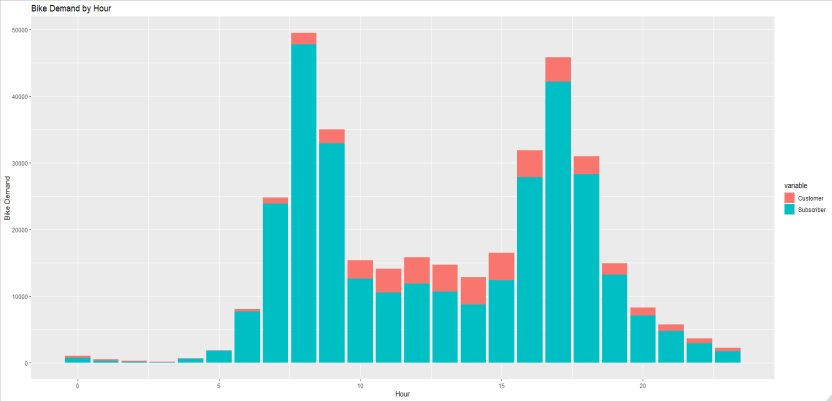 Bike Demand by Hour
50000
40000
30000
20000
10000
0
Bike Demand
0 5 10 15 20
Hour
variable
Customer
Subscriber